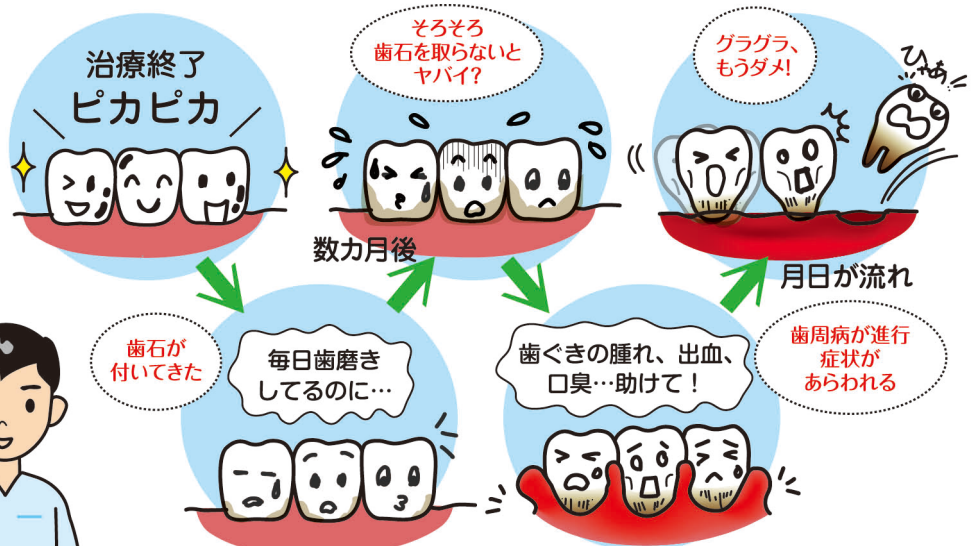 治療終了
ピカピカ
歯石が
付いてきた
毎日歯磨き
してるのに…
数カ月後
そろそろ
歯石を取らないと
ヤバイ?
歯ぐきの腫れ、出血、
口臭…助けて!
歯周病が進行
症状が
あらわれる
月日が流れ
グラグラ、
もうダメ!
ひゃあ!